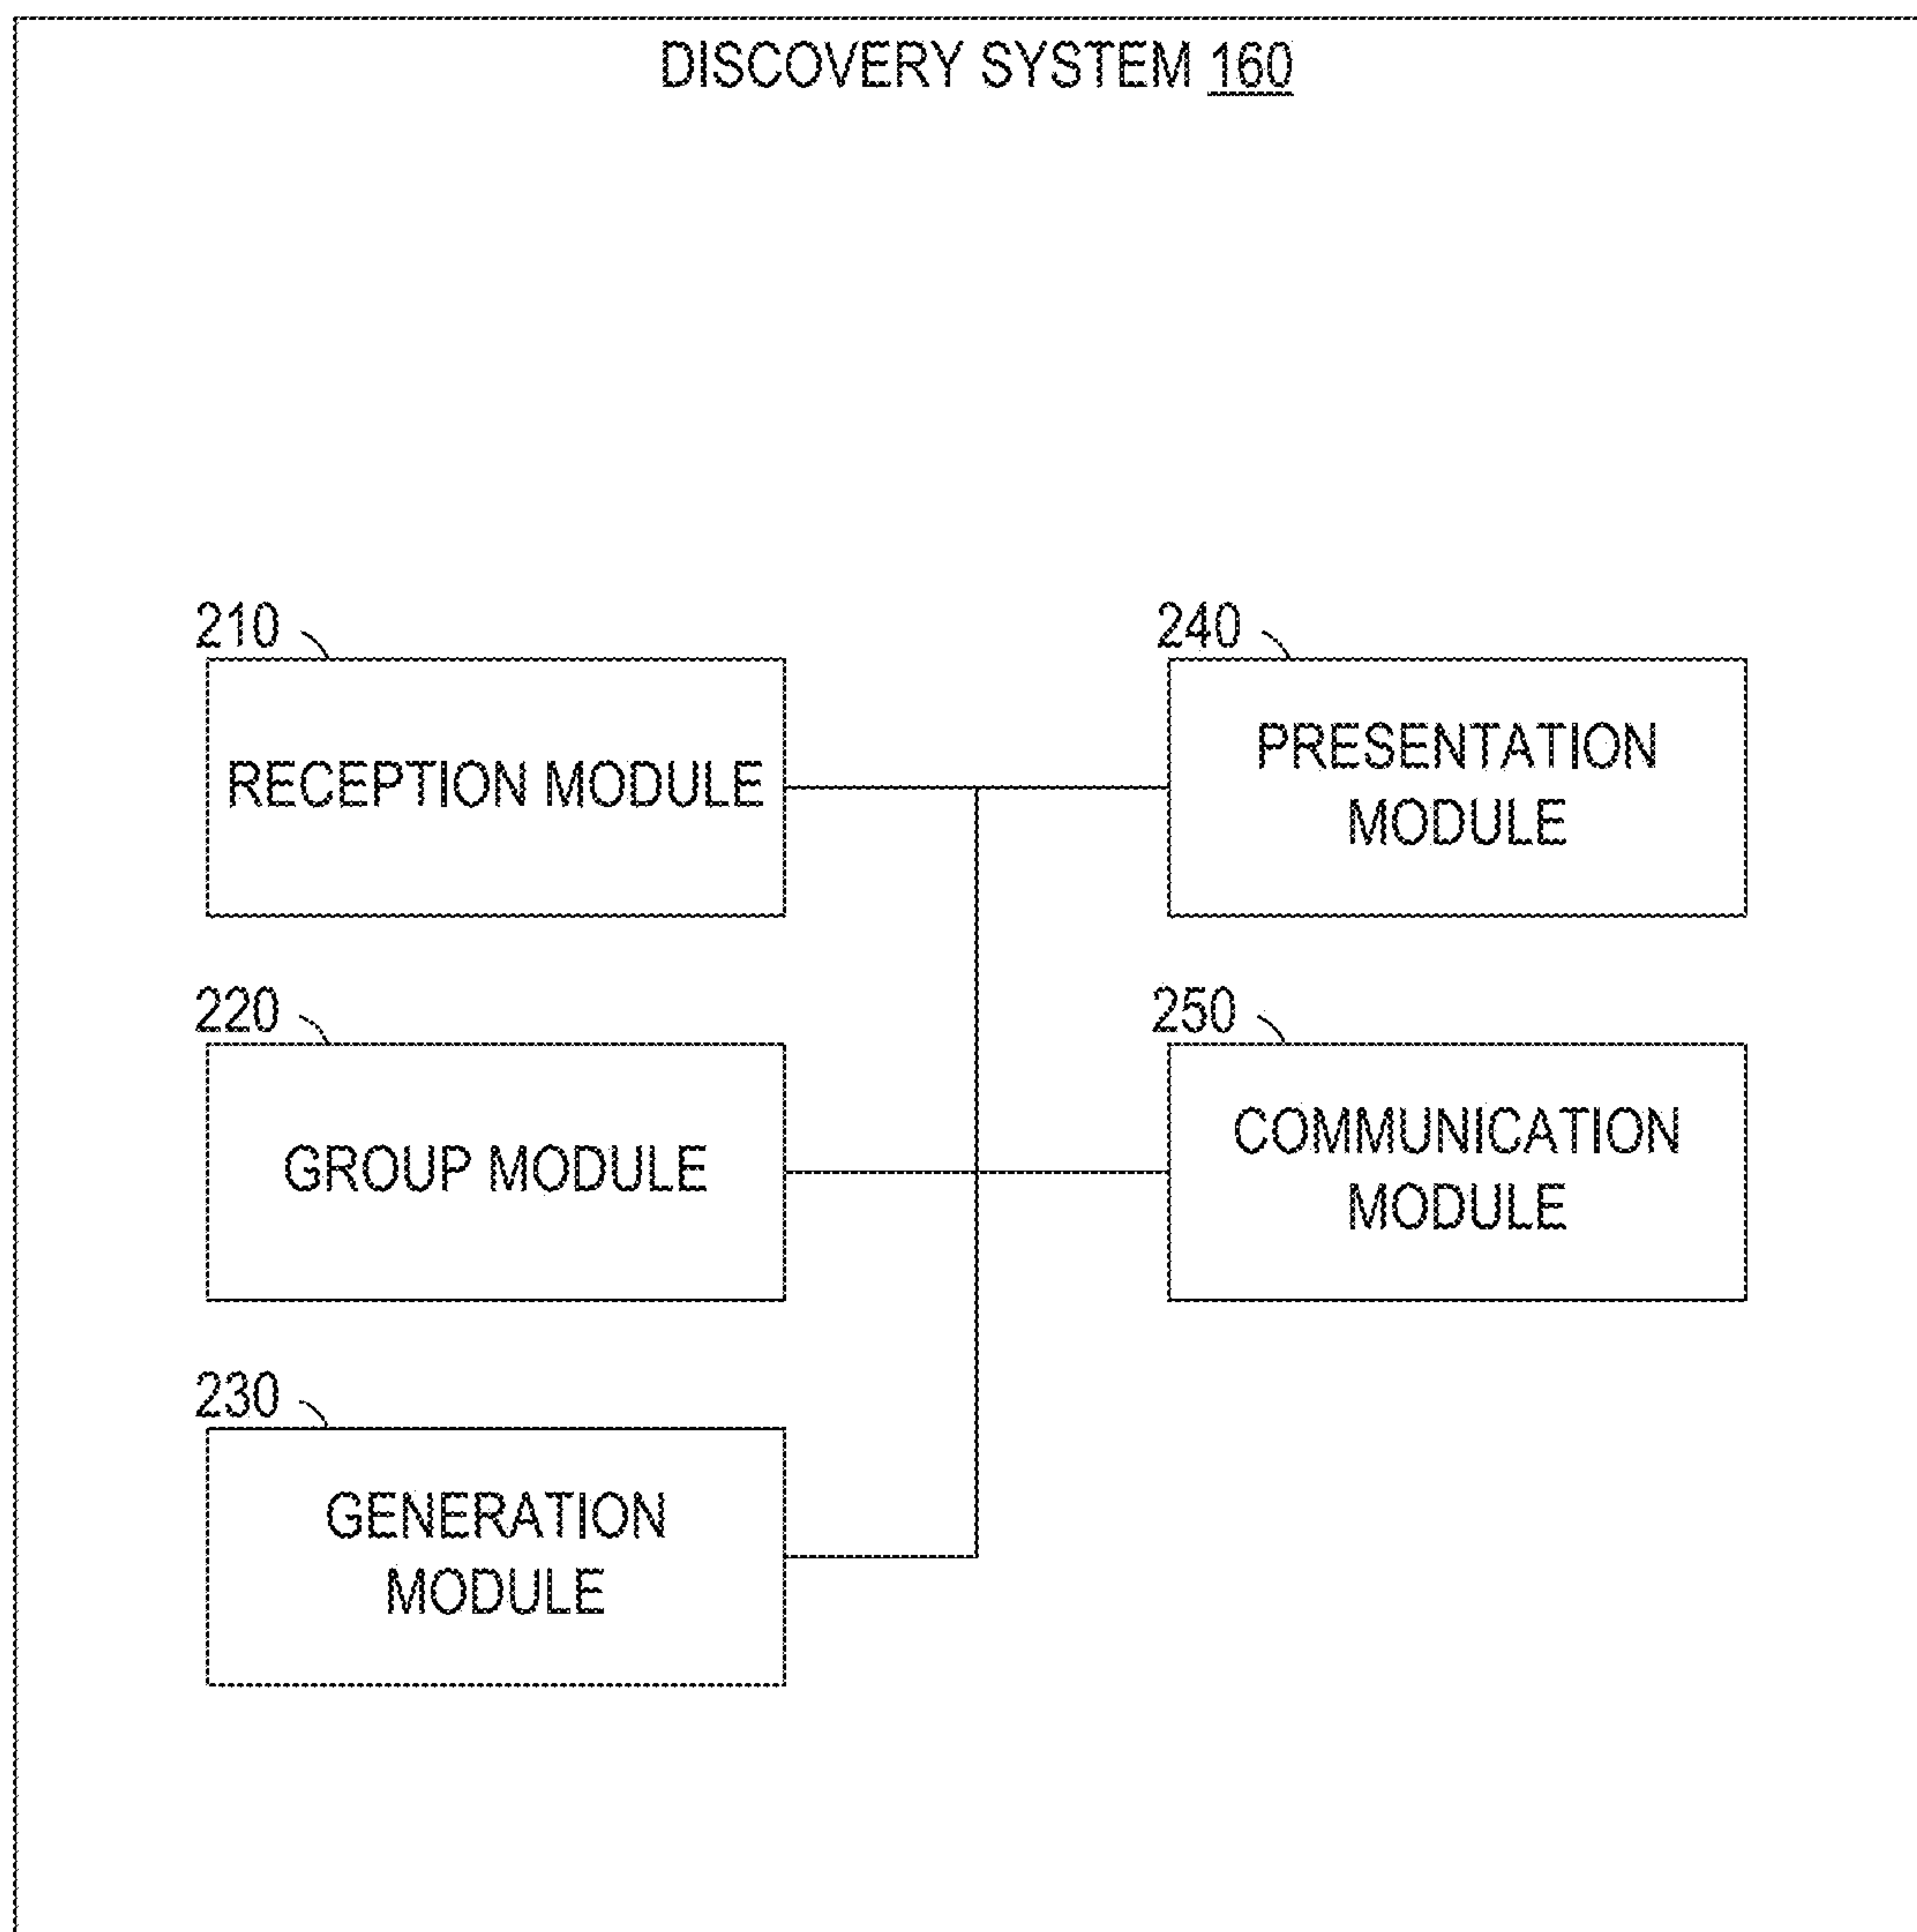 DISCOVERY SYSTEM 160
210
RECEPTION MODULE
240
PRESENTATION
MODULE
220
GROUP MODULE
250
COMMUNICATION
MODULE
230
GENERATION
MODULE